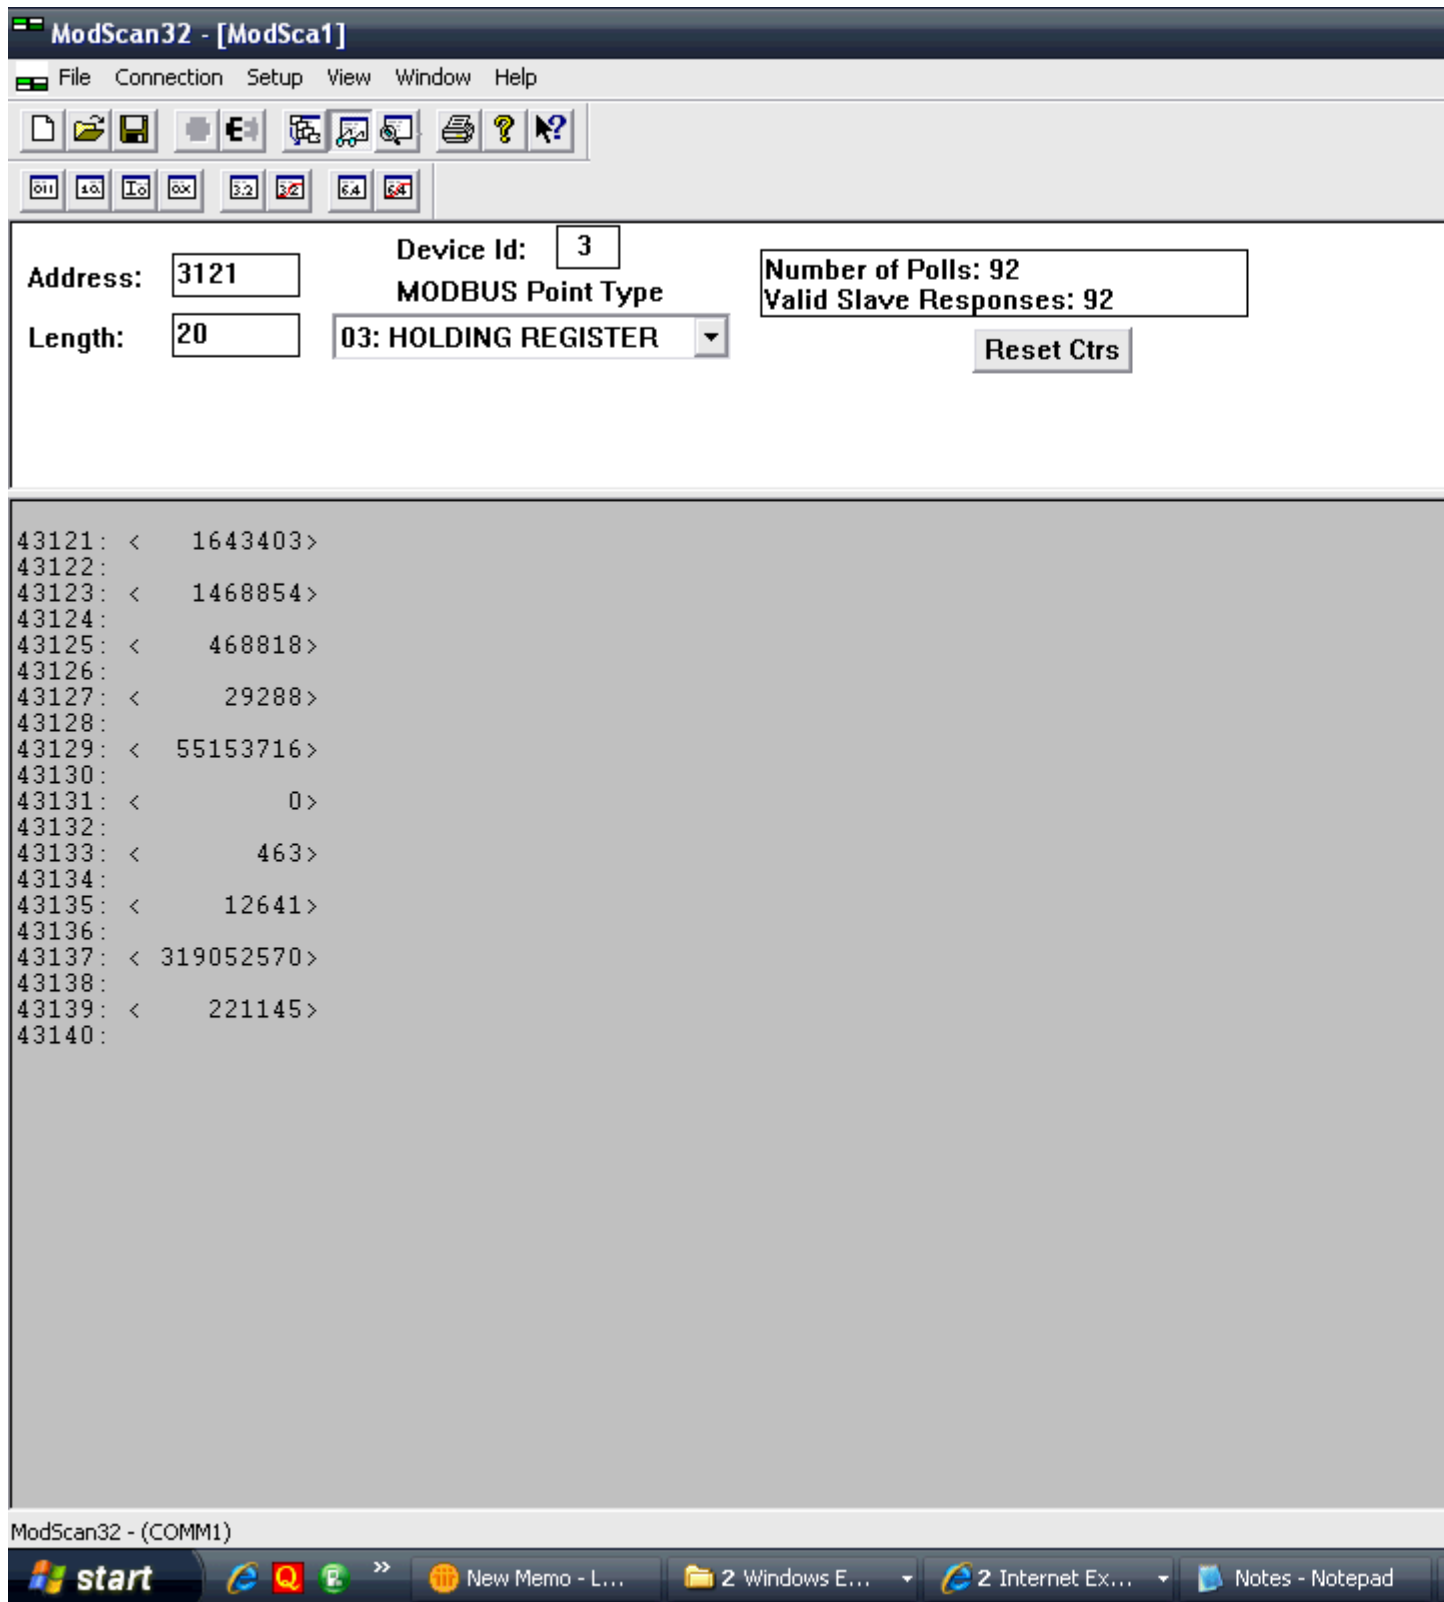 ModScan32 - [ModSca1]
File Connection Setup View Window Help
Address: 3121
Device Id: 3
MODBUS Point Type
Length: 20
03: HOLDING REGISTER
Number of Polls: 92
Valid Slave Responses: 92
Reset Ctrs
43121: <   1643403>
43122:
43123: <   1468854>
43124:
43125: <    468818>
43126:
43127: <     29288>
43128:
43129: <  55153716>
43130:
43131: <         0>
43132:
43133: <       463>
43134:
43135: <     12641>
43136:
43137: < 319052570>
43138:
43139: <    221145>
43140:
ModScan32 - (COMM1)
start » New Memo - L... 2 Windows E... 2 Internet Ex... Notes - Notepad